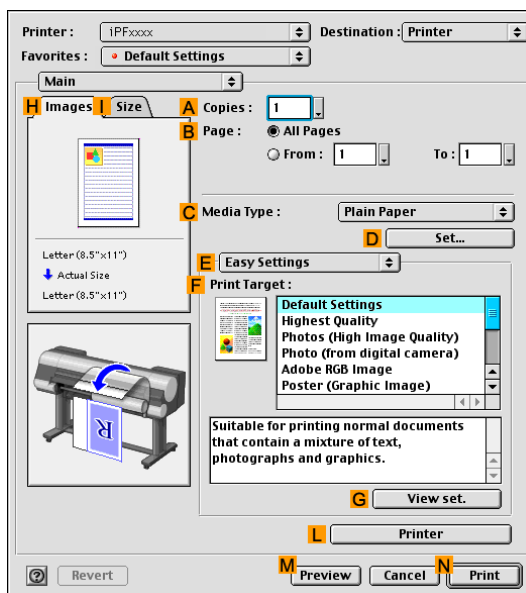 Printer : iPFxxxx Destination : Printer
Favorites : Default Settings
Main
H Images I Size
A Copies : 1
B Page : All Pages
From : 1 To : 1
C Media Type : Plain Paper
D Set...
Letter (8.5"x11")
Actual Size
Letter (8.5"x11")
E Easy Settings
F Print Target :
Default Settings
Highest Quality
Photos (High Image Quality)
Photo (from digital camera)
Adobe RGB Image
Poster (Graphic Image)
R
Suitable for printing normal documents
that contain a mixture of text,
photographs and graphics.
G View set.
L Printer
? Revert M Preview Cancel N Print